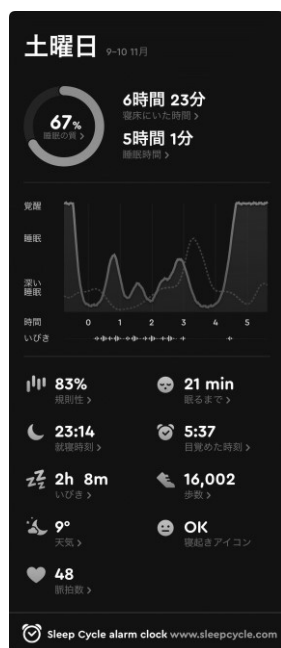 土曜日 9-10 11月
67%
睡眠の質 >
6時間 23分
寝床にいた時間 >
5時間 1分
睡眠時間 >
覚醒
睡眠
深い
睡眠
時間 0 1 2 3 4 5
いびき
83%
規則性 >
21 min
眠るまで >
23:14
就寝時刻 >
5:37
目覚めた時刻 >
2h 8m
いびき >
16,002
歩数 >
9°
天気 >
OK
寝起きアイコン
48
脈拍数 >
Sleep Cycle alarm clock www.sleepcycle.com